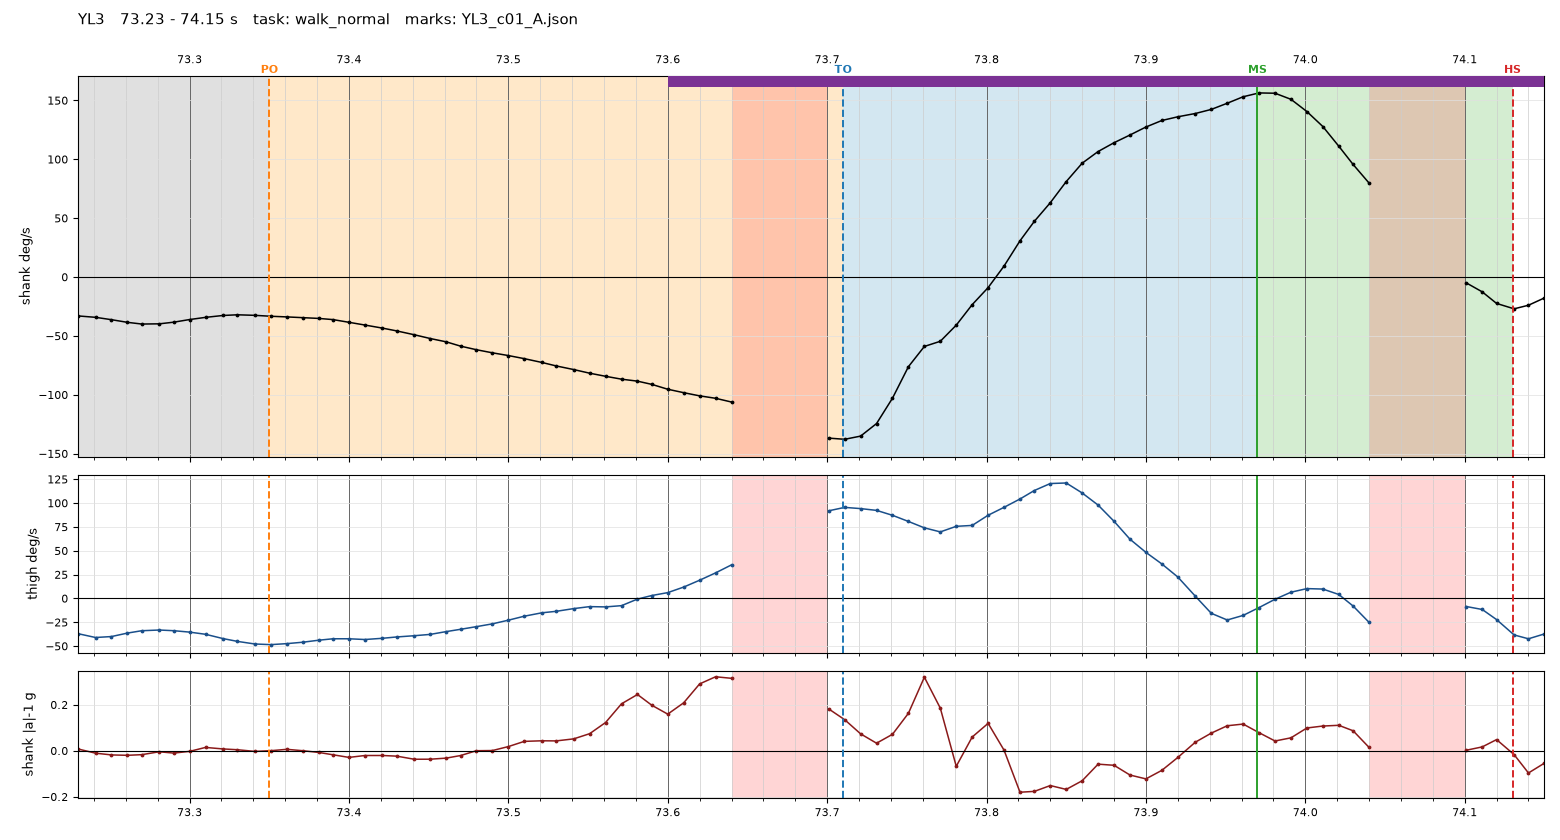 YL3 73.23 - 74.15 s task: walk_normal marks: YL3_c01_A.json
73.3 73.4 73.5 73.6 73.7 73.8 73.9 74.0 74.1
PO TO MS HS
shank deg/s
150
100
50
0
−50
−100
−150
thigh deg/s
125
100
75
50
25
0
−25
−50
shank |a|-1 g
0.2
0.0
−0.2
73.3 73.4 73.5 73.6 73.7 73.8 73.9 74.0 74.1